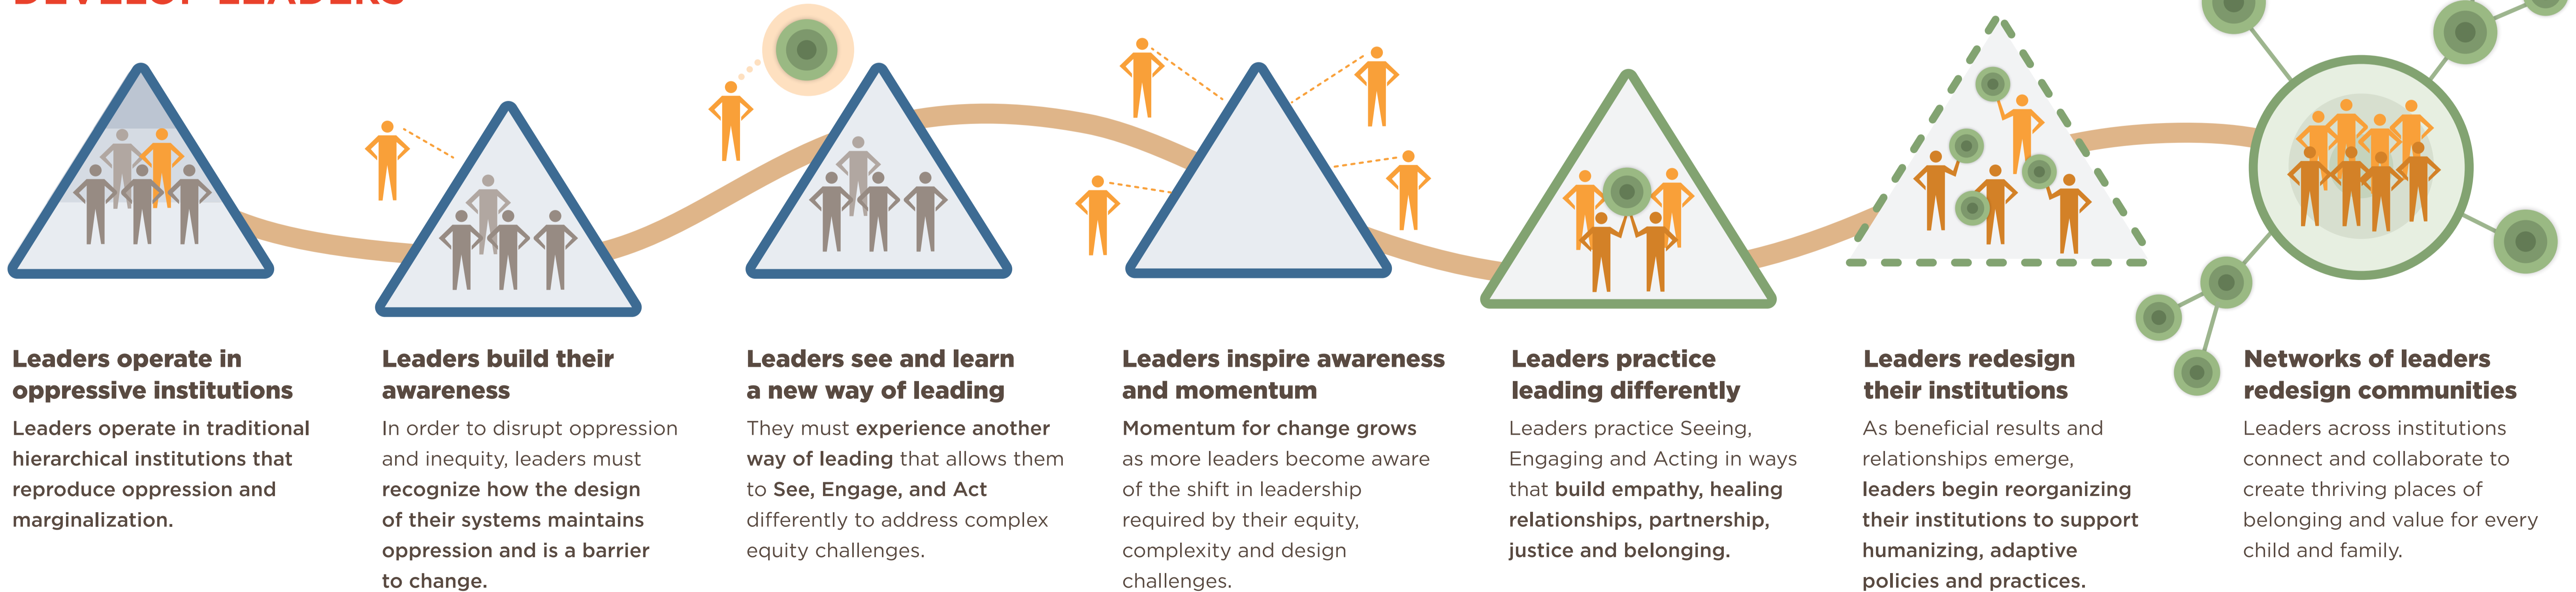 DEVELOP LEADERS
Leaders operate in
oppressive institutions
Leaders operate in traditional
hierarchical institutions that
reproduce oppression and
marginalization.
Leaders build their
awareness
In order to disrupt oppression
and inequity, leaders must
recognize how the design
of their systems maintains
oppression and is a barrier
to change.
Leaders see and learn
a new way of leading
They must experience another
way of leading that allows them
to See, Engage, and Act
differently to address complex
equity challenges.
Leaders inspire awareness
and momentum
Momentum for change grows
as more leaders become aware
of the shift in leadership
required by their equity,
complexity and design
challenges.
Leaders practice
leading differently
Leaders practice Seeing,
Engaging and Acting in ways
that build empathy, healing
relationships, partnership,
justice and belonging.
Leaders redesign
their institutions
As beneficial results and
relationships emerge,
leaders begin reorganizing
their institutions to support
humanizing, adaptive
policies and practices.
Networks of leaders
redesign communities
Leaders across institutions
connect and collaborate to
create thriving places of
belonging and value for every
child and family.